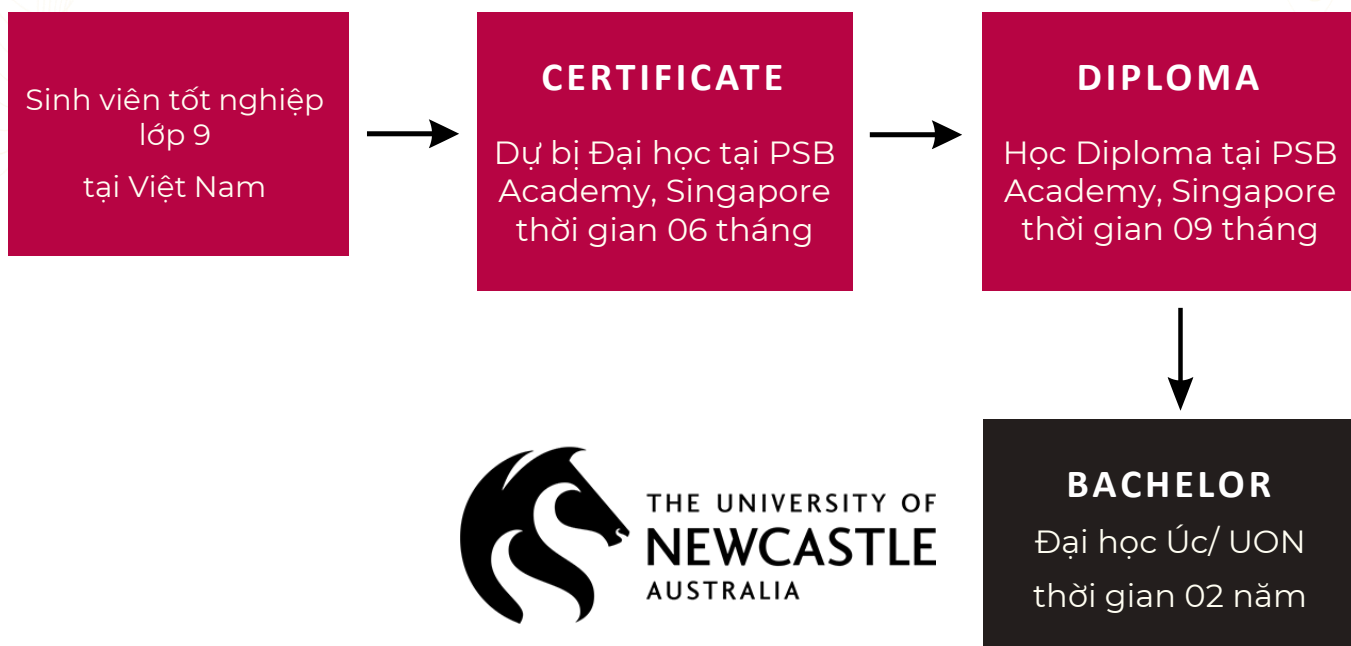 Sinh viên tốt nghiệp
lớp 9
tại Việt Nam
CERTIFICATE
Dự bị Đại học tại PSB
Academy, Singapore
thời gian 06 tháng
DIPLOMA
Học Diploma tại PSB
Academy, Singapore
thời gian 09 tháng
THE UNIVERSITY OF
NEWCASTLE
AUSTRALIA
BACHELOR
Đại học Úc/ UON
thời gian 02 năm